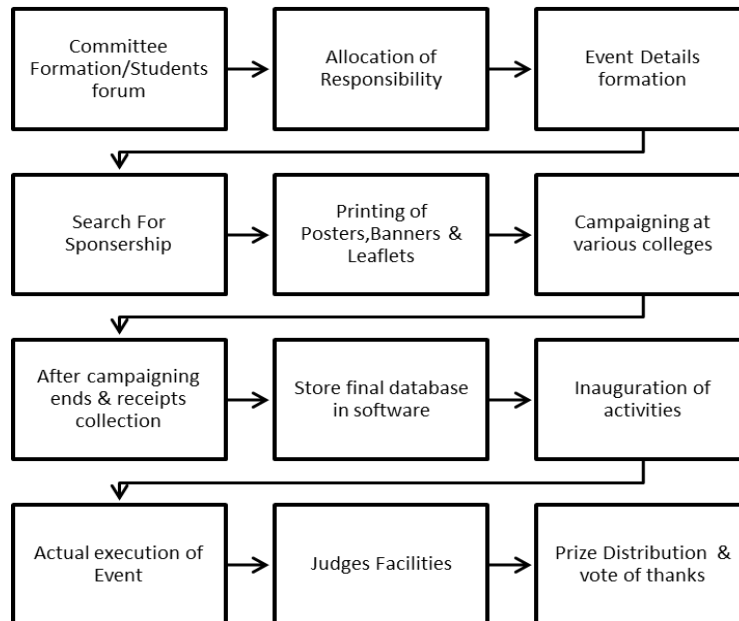 Committee
Formation/Students
forum
Allocation of
Responsibility
Event Details
formation
Search For
Sponsership
Printing of
Posters,Banners &
Leaflets
Campaigning at
various colleges
After campaigning
ends & receipts
collection
Store final database
in software
Inauguration of
activities
Actual execution of
Event
Judges Facilities
Prize Distribution &
vote of thanks